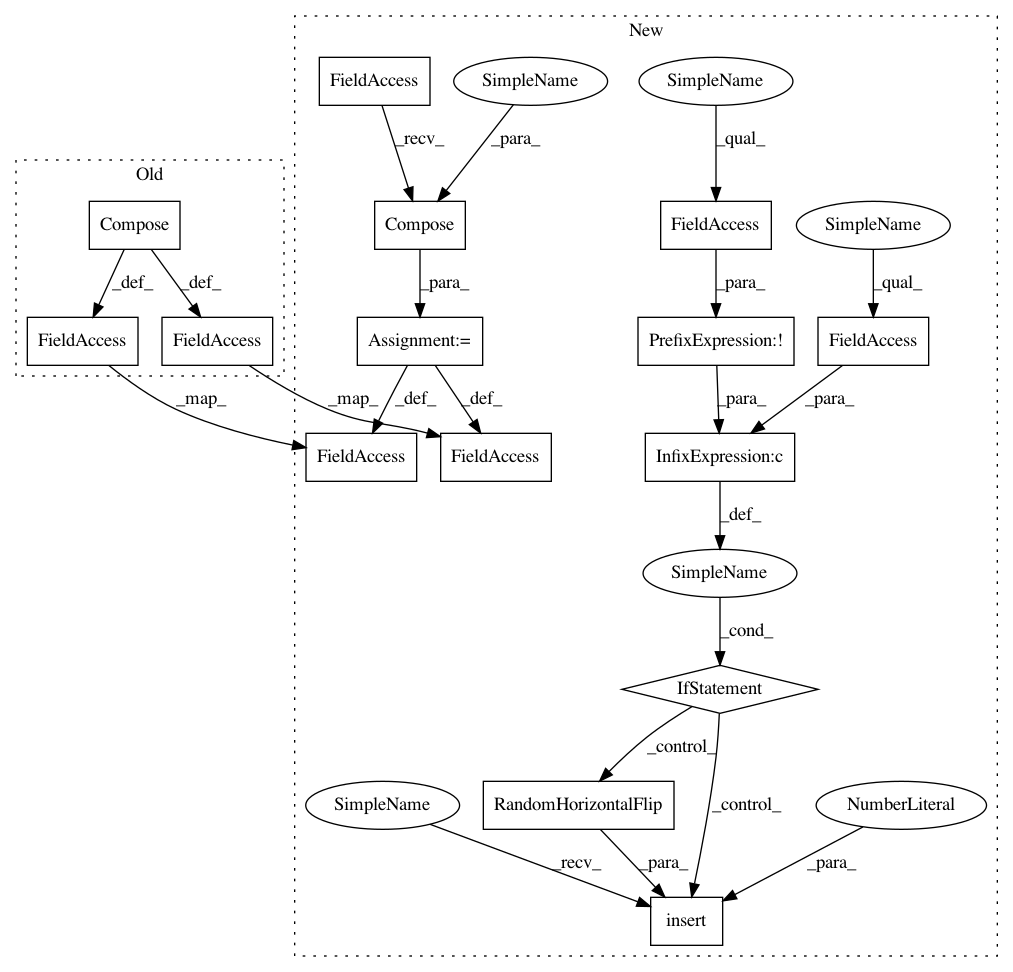 New
FieldAccess
SimpleName
SimpleName
_recv_
_para_
_qual_
Old
Compose
Compose
FieldAccess
SimpleName
_def_
_def_
_para_
_para_
_qual_
FieldAccess
FieldAccess
Assignment:=
PrefixExpression:!
FieldAccess
_map_
_map_
_def_
_def_
_para_
_para_
FieldAccess
FieldAccess
InfixExpression:c
_def_
SimpleName
_cond_
IfStatement
_control_
SimpleName
RandomHorizontalFlip
_control_
NumberLiteral
_recv_
_para_
_para_
insert